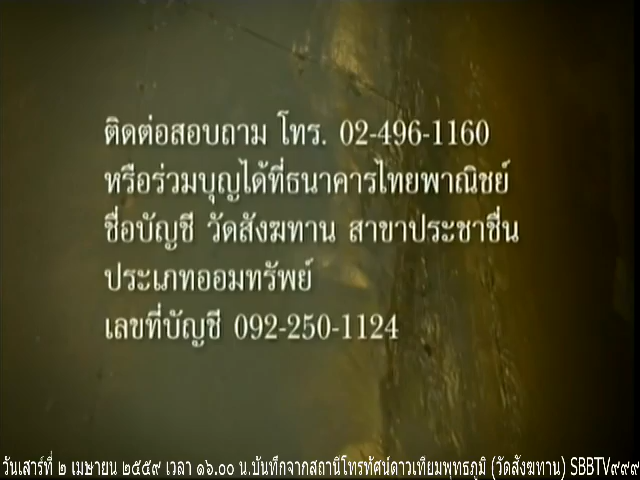 ติดต่อสอบถาม โทร. 02-496-1160
หรือร่วมบุญได้ที่ธนาคารไทยพาณิชย์
ชื่อบัญชี วัดสังฆทาน สาขาประชาชื่น
ประเภทออมทรัพย์
เลขที่บัญชี 092-250-1124
วันเสาร์ที่ ๒ เมษายน ๒๕๕๙ เวลา ๑๖.๐๐ น.บันทึกจากสถานีโทรทัศน์ดาวเทียมพุทธภูมิ (วัดสังฆทาน) SBBTV๙๙๙